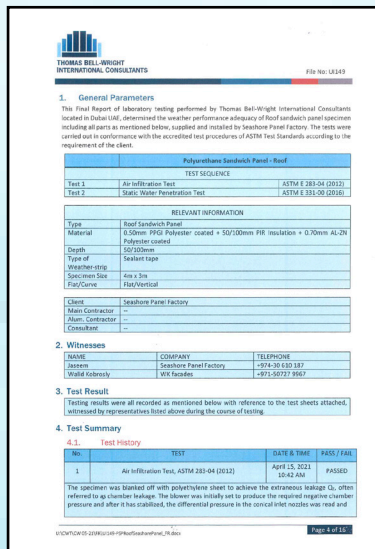 THOMAS BELL-WRIGHT
INTERNATIONAL CONSULTANTS
File No: UI149
1. General Parameters
This Final Report of laboratory testing performed by Thomas Bell-Wright International Consultants
located in Dubai UAE, determined the weather performance adequacy of Roof sandwich panel specimen
including all parts as mentioned below, supplied and installed by Seashore Panel Factory. The tests were
carried out in conformance with the accredited test procedures of ASTM Test Standards according to the
requirement of the client.
Polyurethane Sandwich Panel - Roof
TEST SEQUENCE
Test 1 Air Infiltration Test ASTM E 283-04 (2012)
Test 2 Static Water Penetration Test ASTM E 331-00 (2016)
RELEVANT INFORMATION
Type Roof Sandwich Panel
Material 0.50mm PPGI Polyester coated + 50/100mm PIR Insulation + 0.70mm AL-ZN
Polyester coated
Depth 50/100mm
Type of Sealant tape
Weather-strip
Specimen Size 4m x 3m
Flat/Curve Flat/Vertical
Client Seashore Panel Factory
Main Contractor --
Alum. Contractor --
Consultant --
2. Witnesses
NAME COMPANY TELEPHONE
Jaseem Seashore Panel Factory +974-30 610 187
Walid Kobrosly WK facades +971-50727 9967
3. Test Result
Testing results were all recorded as mentioned below with reference to the test sheets attached,
witnessed by representatives listed above during the course of testing.
4. Test Summary
4.1. Test History
No. TEST DATE & TIME PASS / FAIL
1 Air Infiltration Test, ASTM 283-04 (2012) April 15, 2021 10:42 AM PASSED
The specimen was blanked off with polyethylene sheet to achieve the extraneous leakage Q₁, often
referred to as chamber leakage. The blower was initially set to produce the required negative chamber
pressure and after it has stabilized, the differential pressure in the conical inlet nozzles was read and
Page 4 of 16